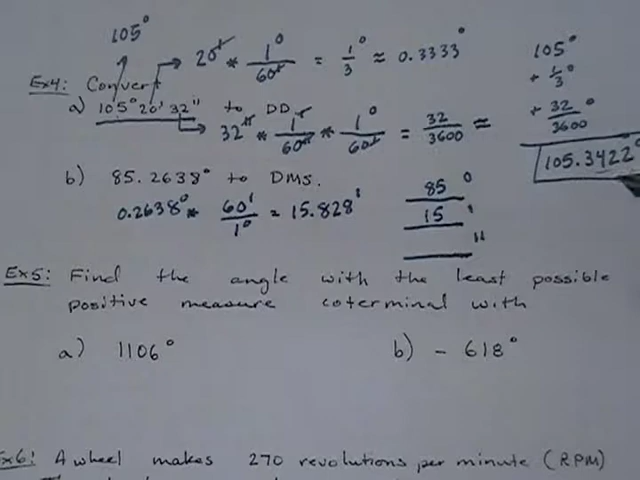 105°
20' * 1°/60' = 1/3° ≈ 0.3333°
Ex4: Convert
a) 105° 20' 32" to DD
32" * 1'/60" * 1°/60' = 32/3600 ≈
105°
+ 1/3°
+ 32/3600°
105.3422°
b) 85.2638° to DMS.
0.2638° * 60'/1° = 15.828'
85°
15'
"
Ex5: Find the angle with the least possible
positive measure coterminal with
a) 1106° b) - 618°
Ex6: A wheel makes 270 revolutions per minute (RPM)